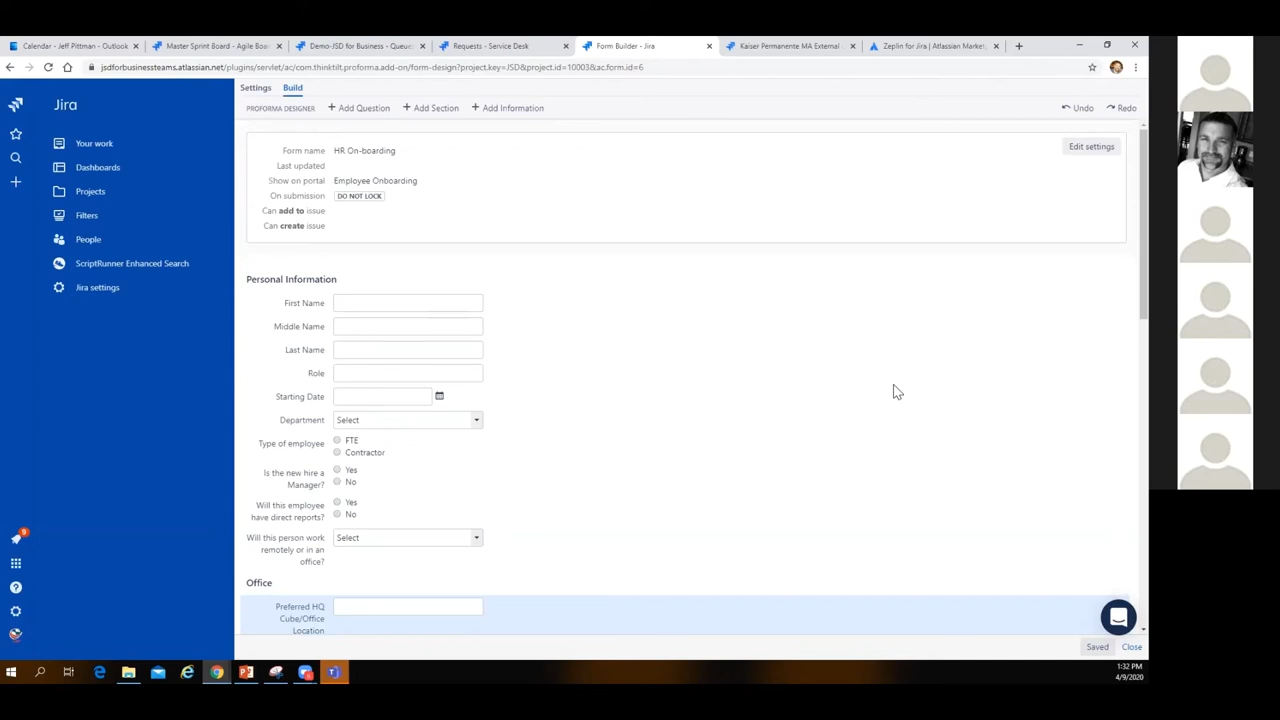 Calendar - Jeff Pittman - Outlook
Master Sprint Board - Agile Boa
Demo-JSD for Business - Queue
Requests - Service Desk
Form Builder - Jira
Kaiser Permanente MA External
Zeplin for Jira | Atlassian Market
jsdforbusinessteams.atlassian.net/plugins/servlet/ac/com.thinktilt.proforma.add-on/form-design?project.key=JSD&project.id=10003&ac.form.id=6
Jira
Your work
Dashboards
Projects
Filters
People
ScriptRunner Enhanced Search
Jira settings
9
Settings
Build
PROFORMA DESIGNER
+ Add Question
+ Add Section
+ Add Information
Undo
Redo
Form name HR On-boarding
Edit settings
Last updated
Show on portal Employee Onboarding
On submission DO NOT LOCK
Can add to issue
Can create issue
Personal Information
First Name
Middle Name
Last Name
Role
Starting Date
Department Select
Type of employee FTE
Contractor
Is the new hire a
Manager?
Yes
No
Will this employee
have direct reports?
Yes
No
Will this person work
remotely or in an
office?
Select
Office
Preferred HQ
Cube/Office
Location
Saved
Close
1:32 PM
4/9/2020